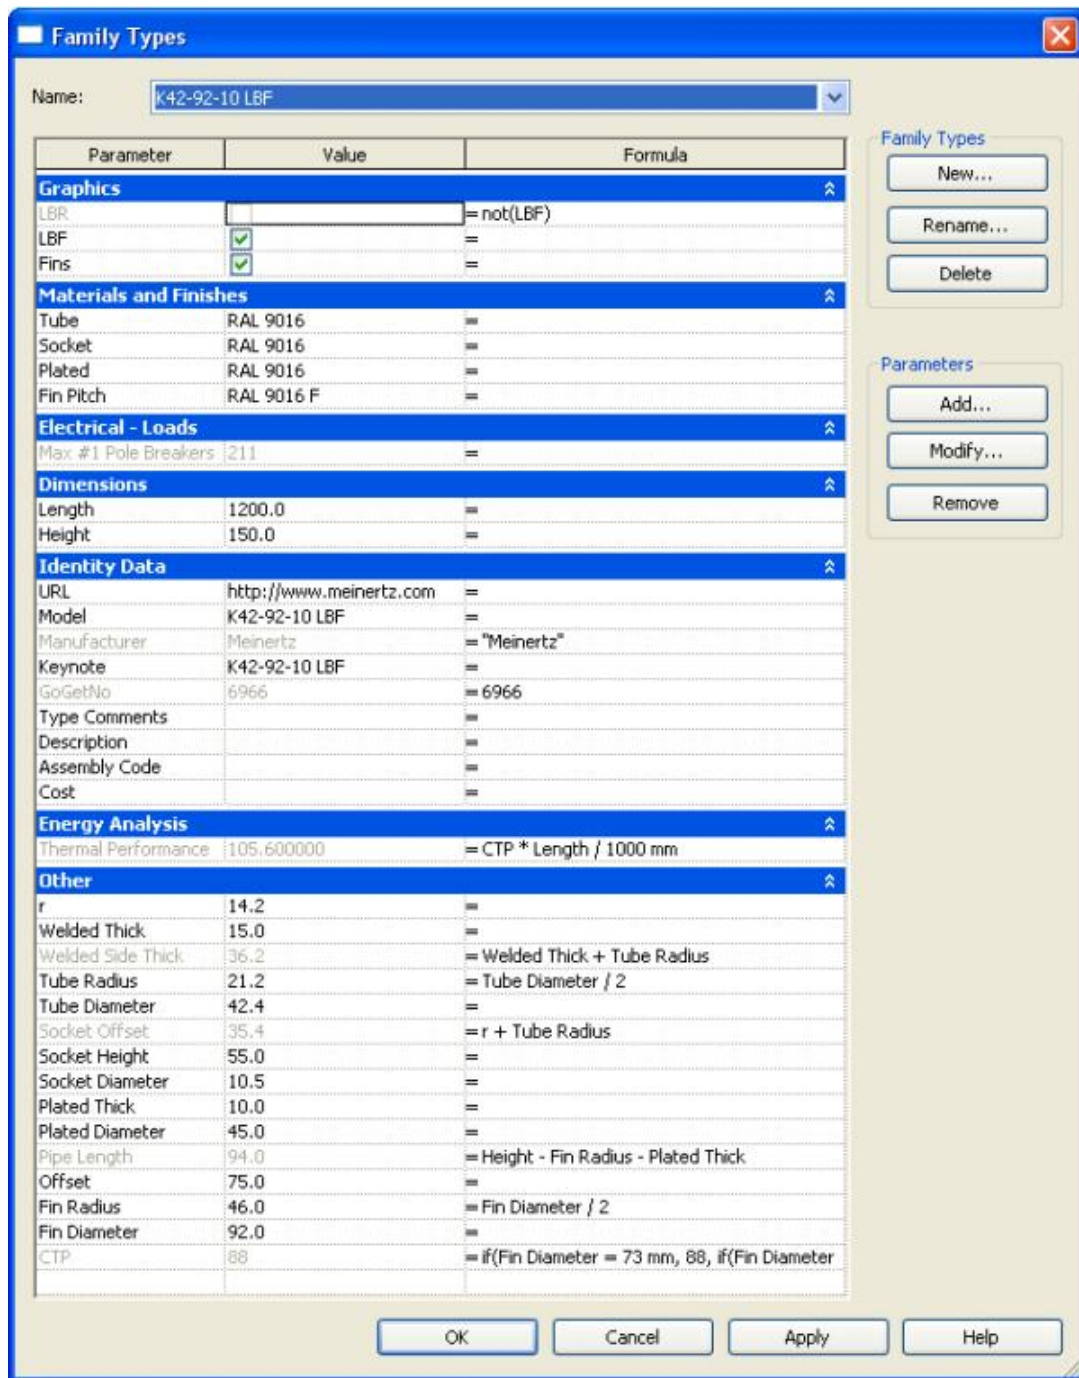 Family Types
Name: K42-92-10 LBF
Parameter Value Formula
Graphics
LBR = not(LBF)
LBF =
Fins =
Materials and Finishes
Tube RAL 9016 =
Socket RAL 9016 =
Plated RAL 9016 =
Fin Pitch RAL 9016 F =
Electrical - Loads
Max #1 Pole Breakers 211 =
Dimensions
Length 1200.0 =
Height 150.0 =
Identity Data
URL http://www.meinertz.com =
Model K42-92-10 LBF =
Manufacturer Meinertz = "Meinertz"
Keynote K42-92-10 LBF =
GoGetNo 6966 = 6966
Type Comments =
Description =
Assembly Code =
Cost =
Energy Analysis
Thermal Performance 105.600000 = CTP * Length / 1000 mm
Other
r 14.2 =
Welded Thick 15.0 =
Welded Side Thick 36.2 = Welded Thick + Tube Radius
Tube Radius 21.2 = Tube Diameter / 2
Tube Diameter 42.4 =
Socket Offset 35.4 = r + Tube Radius
Socket Height 55.0 =
Socket Diameter 10.5 =
Plated Thick 10.0 =
Plated Diameter 45.0 =
Pipe Length 94.0 = Height - Fin Radius - Plated Thick
Offset 75.0 =
Fin Radius 46.0 = Fin Diameter / 2
Fin Diameter 92.0 =
CTP 88 = if(Fin Diameter = 73 mm, 88, if(Fin Diameter
Family Types
New...
Rename...
Delete
Parameters
Add...
Modify...
Remove
OK Cancel Apply Help